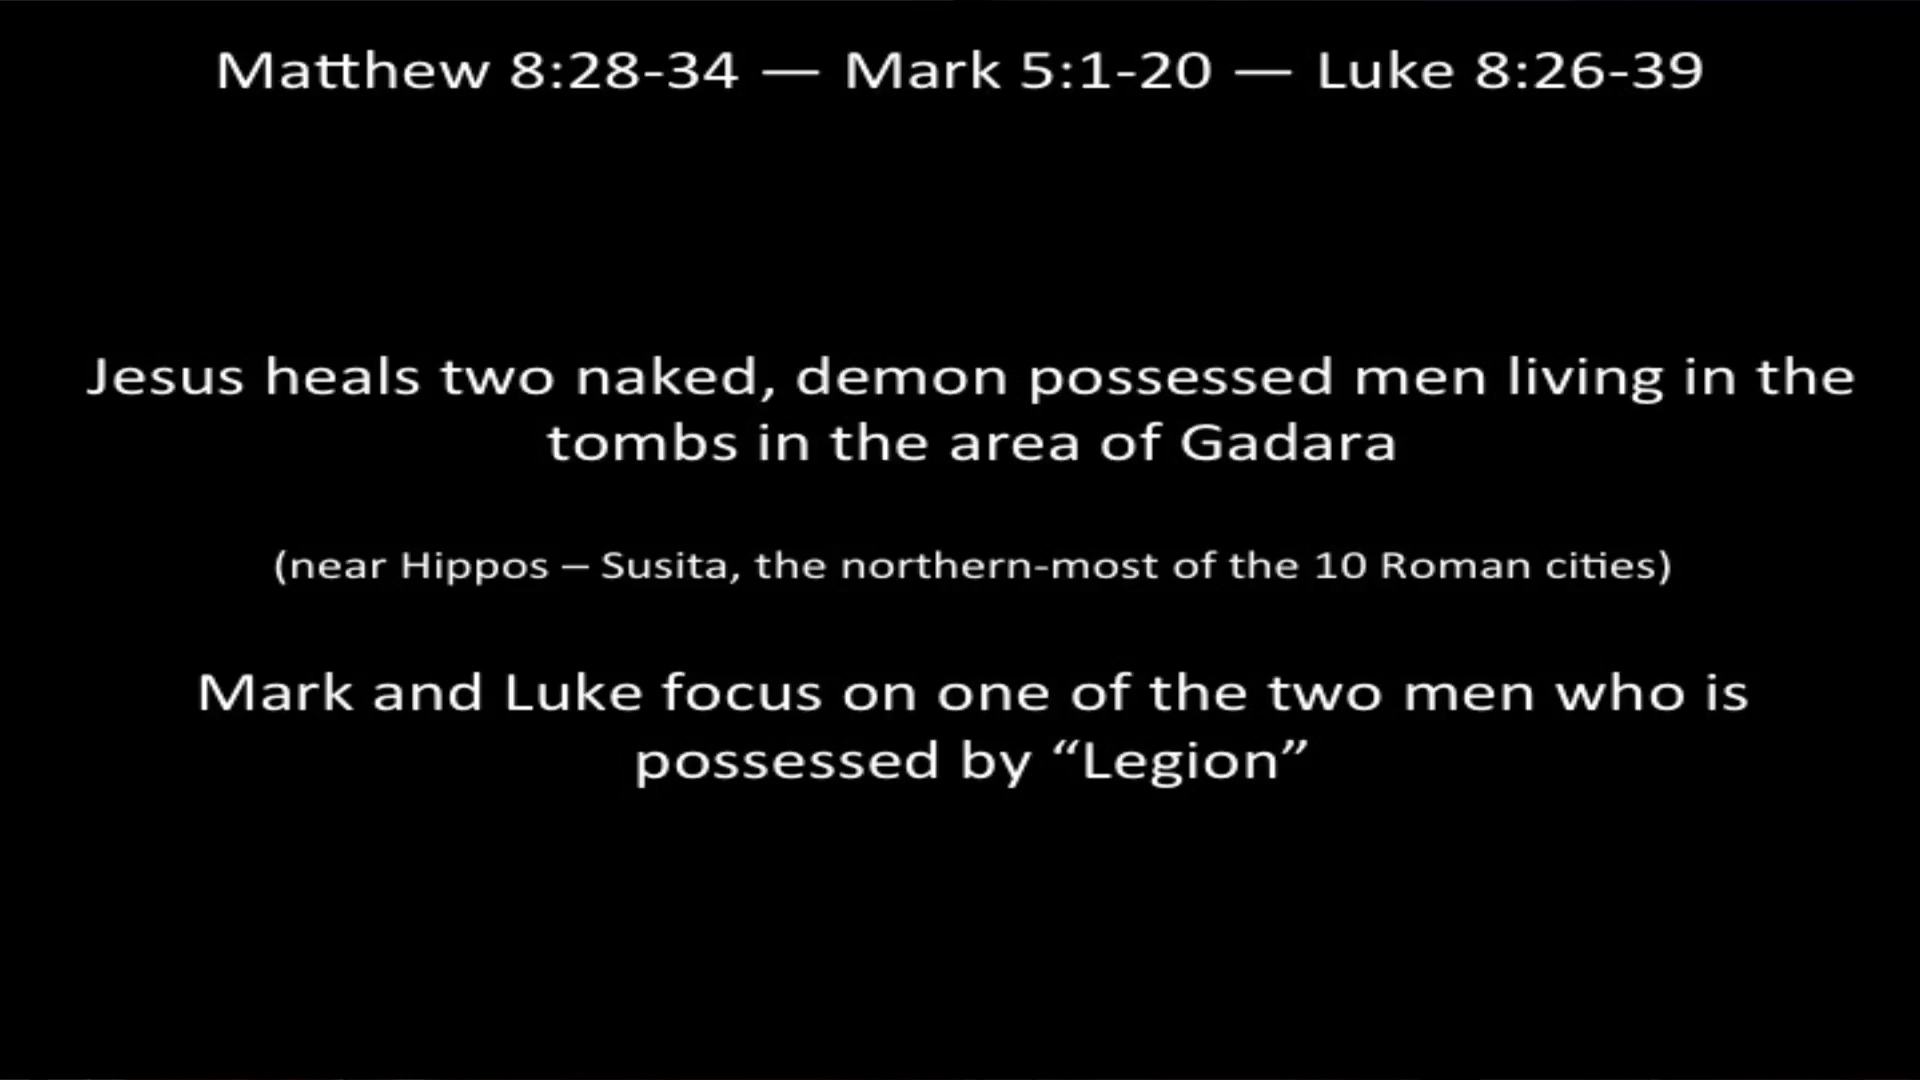 Matthew 8:28-34 — Mark 5:1-20 — Luke 8:26-39
Jesus heals two naked, demon possessed men living in the
tombs in the area of Gadara
(near Hippos – Susita, the northern-most of the 10 Roman cities)
Mark and Luke focus on one of the two men who is
possessed by “Legion”